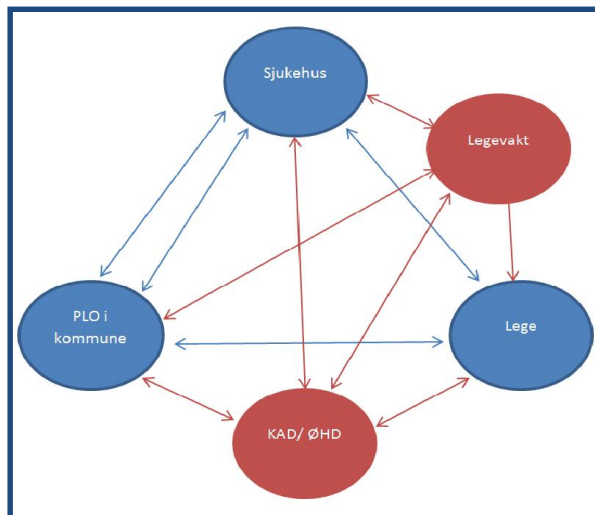 Sjukehus
Legevakt
PLO i
kommune
Lege
KAD/ ØHD